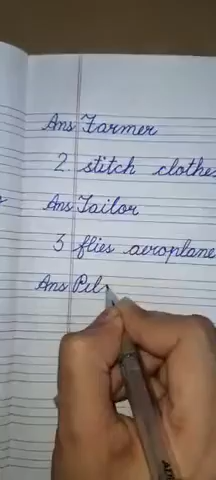 Ans Farmer
2 stitch clothes
Ans Tailor
3 flies aeroplane
Ans Pil